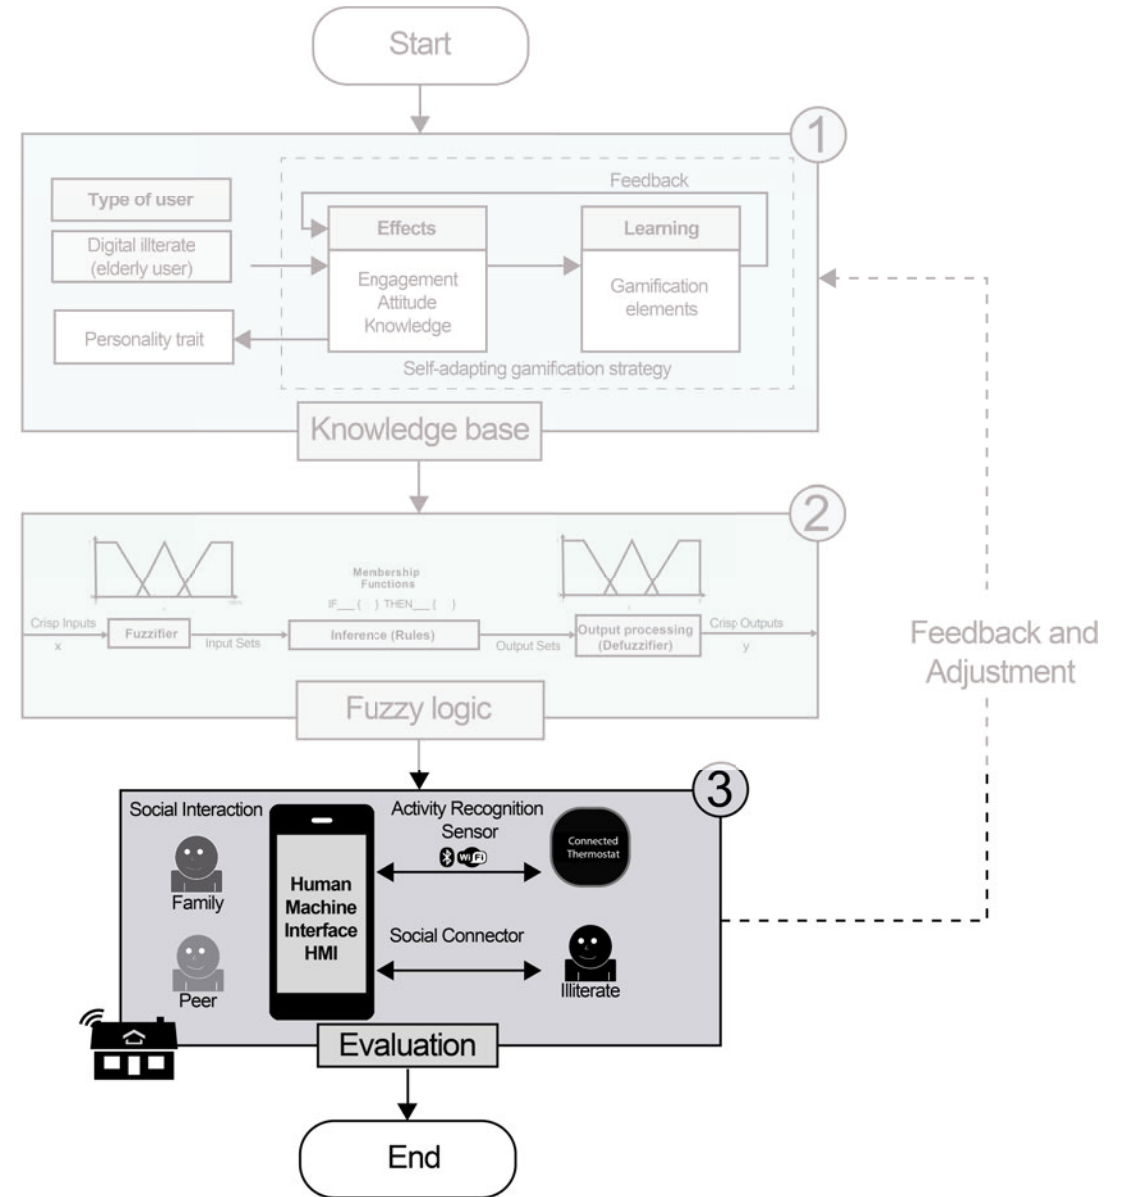 Start
1
Type of user
Digital illterate
(elderly user)
Personality trait
Feedback
Effects
Engagement
Attitude
Knowledge
Learning
Gamification
elements
Self-adapting gamification strategy
Knowledge base
2
Membership
Functions
IF___ { } THEN___ { }
Crisp Inputs
x
Fuzzifier
Input Sets
Inference (Rules)
Output Sets
Output processing
(Defuzzifier)
Crisp Outputs
y
Fuzzy logic
Feedback and
Adjustment
3
Social Interaction
Family
Peer
Human
Machine
Interface
HMI
Activity Recognition
Sensor
WiFi
Connected
Thermostat
Social Connector
Illiterate
Evaluation
End